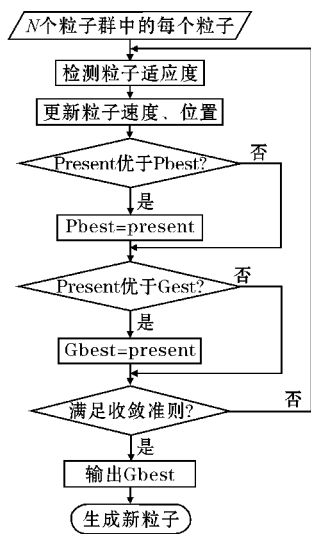 N个粒子群中的每个粒子
检测粒子适应度
更新粒子速度、位置
Present优于Pbest?
否
是
Pbest=present
Present优于Gest?
否
是
Gbest=present
满足收敛准则?
否
是
输出Gbest
生成新粒子